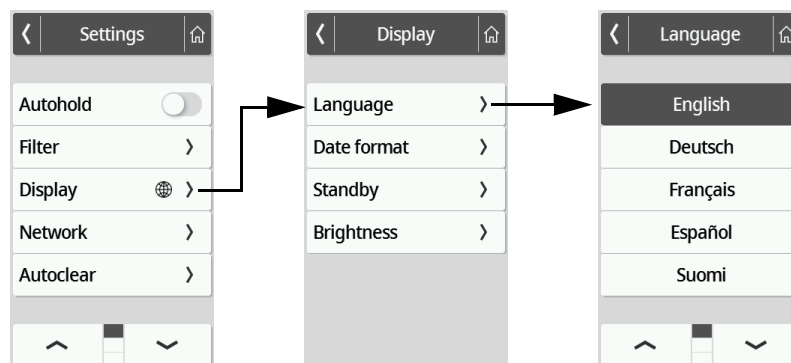 Settings
Autohold
Filter
Display
Network
Autoclear
Display
Language
Date format
Standby
Brightness
Language
English
Deutsch
Français
Español
Suomi